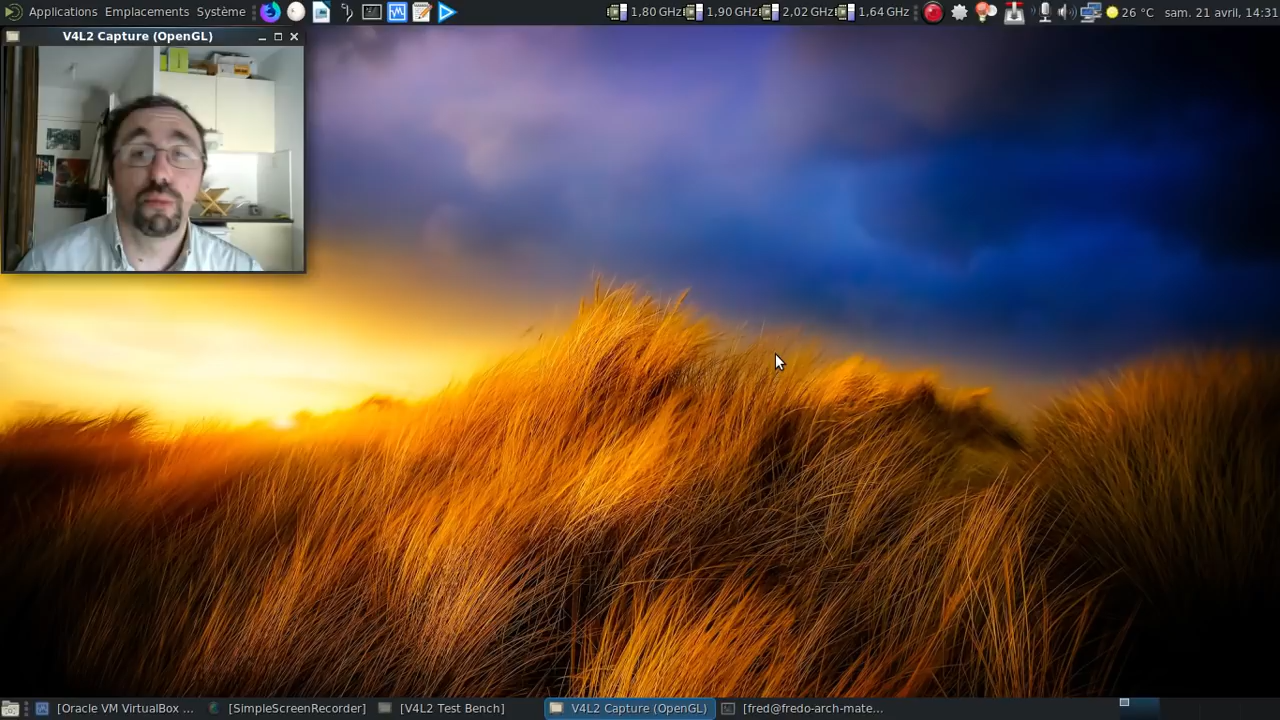 Applications Emplacements Système 1,80 GHz 1,90 GHz 2,02 GHz 1,64 GHz 26 °C sam. 21 avril, 14:31
V4L2 Capture (OpenGL)
[Oracle VM VirtualBox ... [SimpleScreenRecorder] [V4L2 Test Bench] V4L2 Capture (OpenGL) [fred@fredo-arch-mate...